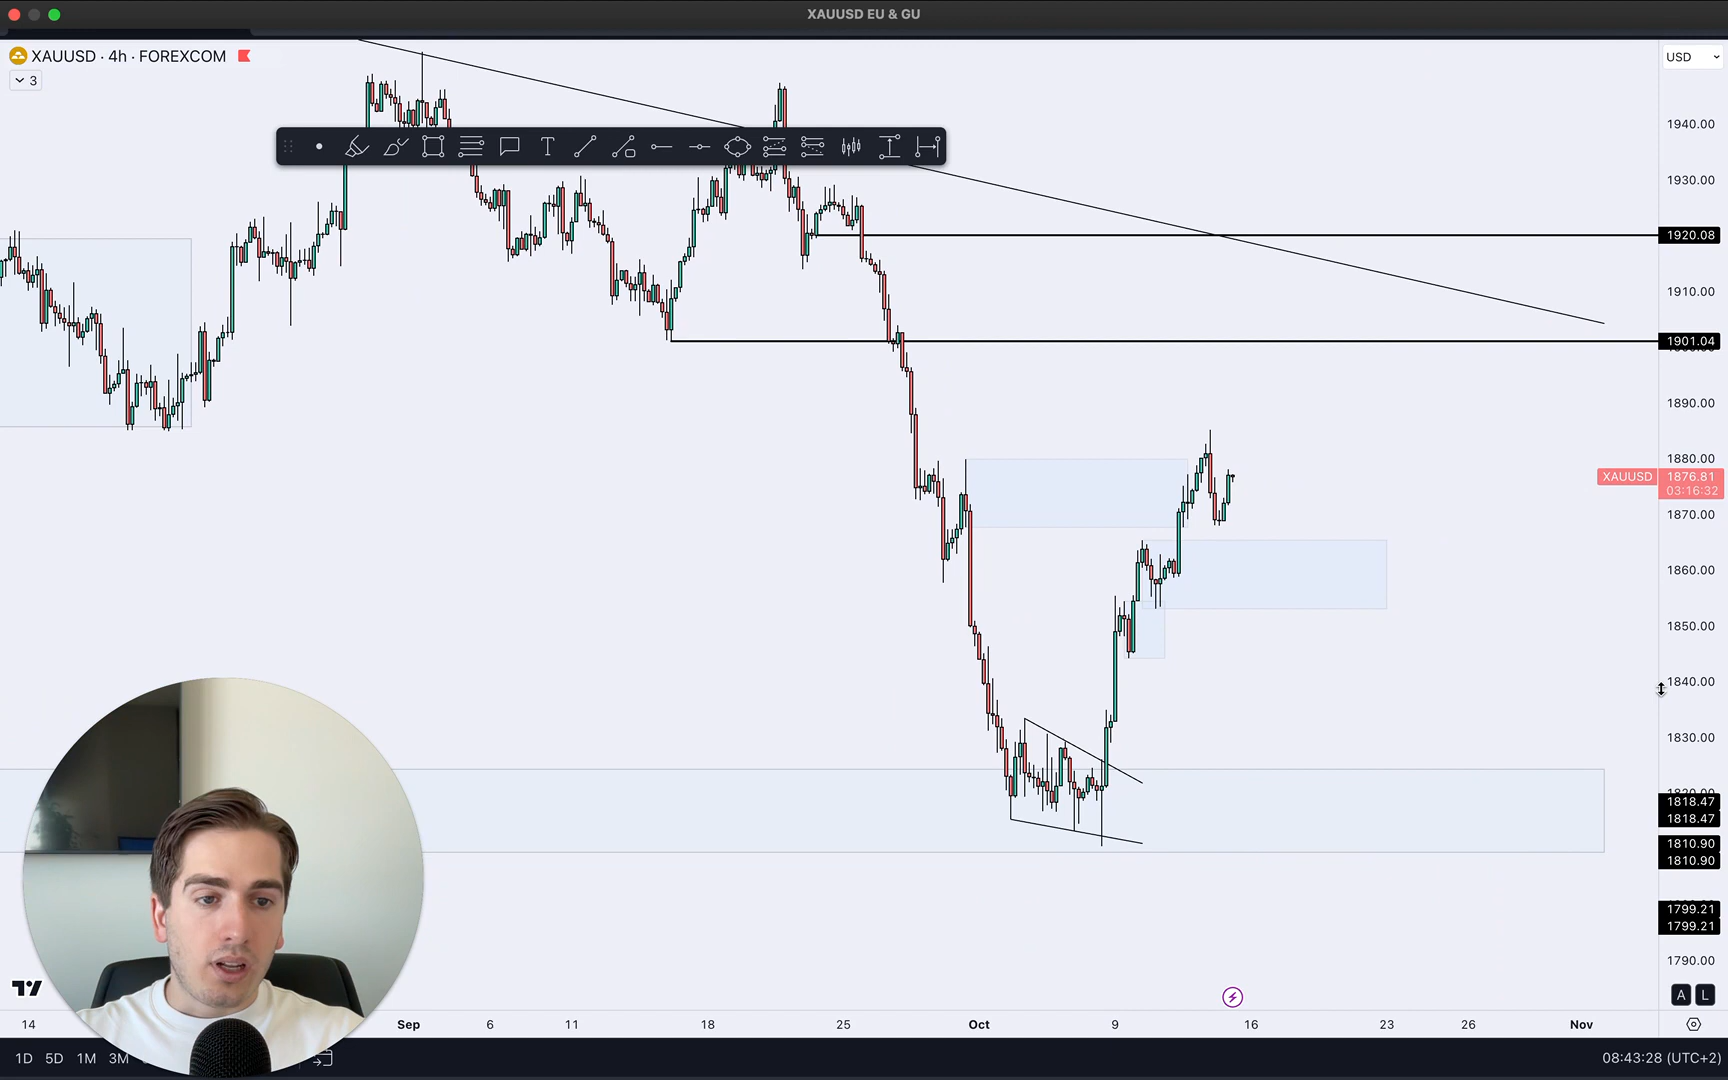 XAUUSD EU & GU
XAUUSD · 4h · FOREXCOM
3
USD
1940.00
1930.00
1920.08
1910.00
1901.04
1890.00
1880.00
XAUUSD 1876.81
03:16:32
1870.00
1860.00
1850.00
1840.00
1830.00
1818.47
1818.47
1810.90
1810.90
1799.21
1799.21
1790.00
A L
14 Sep 6 11 18 25 Oct 9 16 23 26 Nov
1D 5D 1M 3M
08:43:28 (UTC+2)